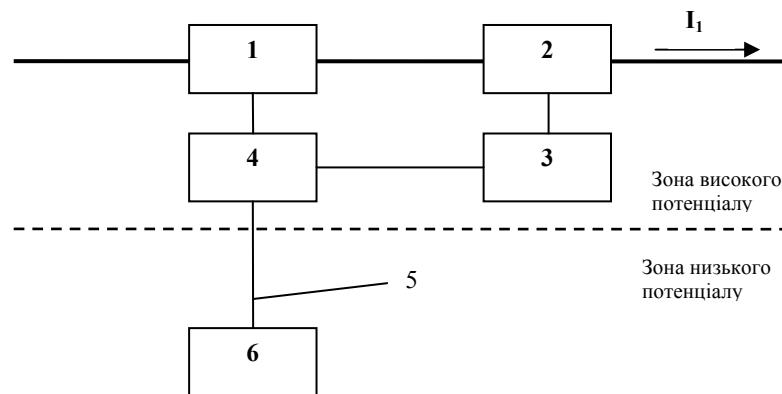 I₁
1
2
4
3
Зона високого
потенціалу
Зона низького
потенціалу
5
6